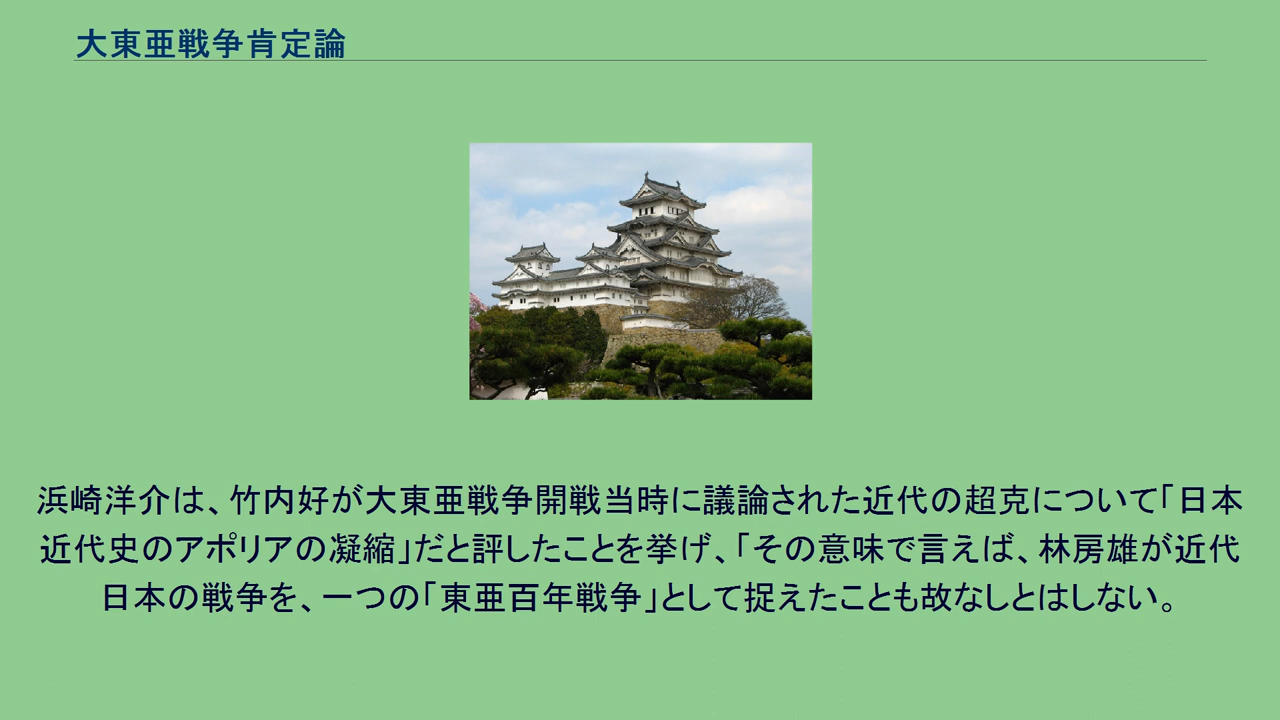 大東亜戦争肯定論
浜崎洋介は、竹内好が大東亜戦争開戦当時に議論された近代の超克について「日本
近代史のアポリアの凝縮」だと評したことを挙げ、「その意味で言えば、林房雄が近代
日本の戦争を、一つの「東亜百年戦争」として捉えたことも故なしとはしない。